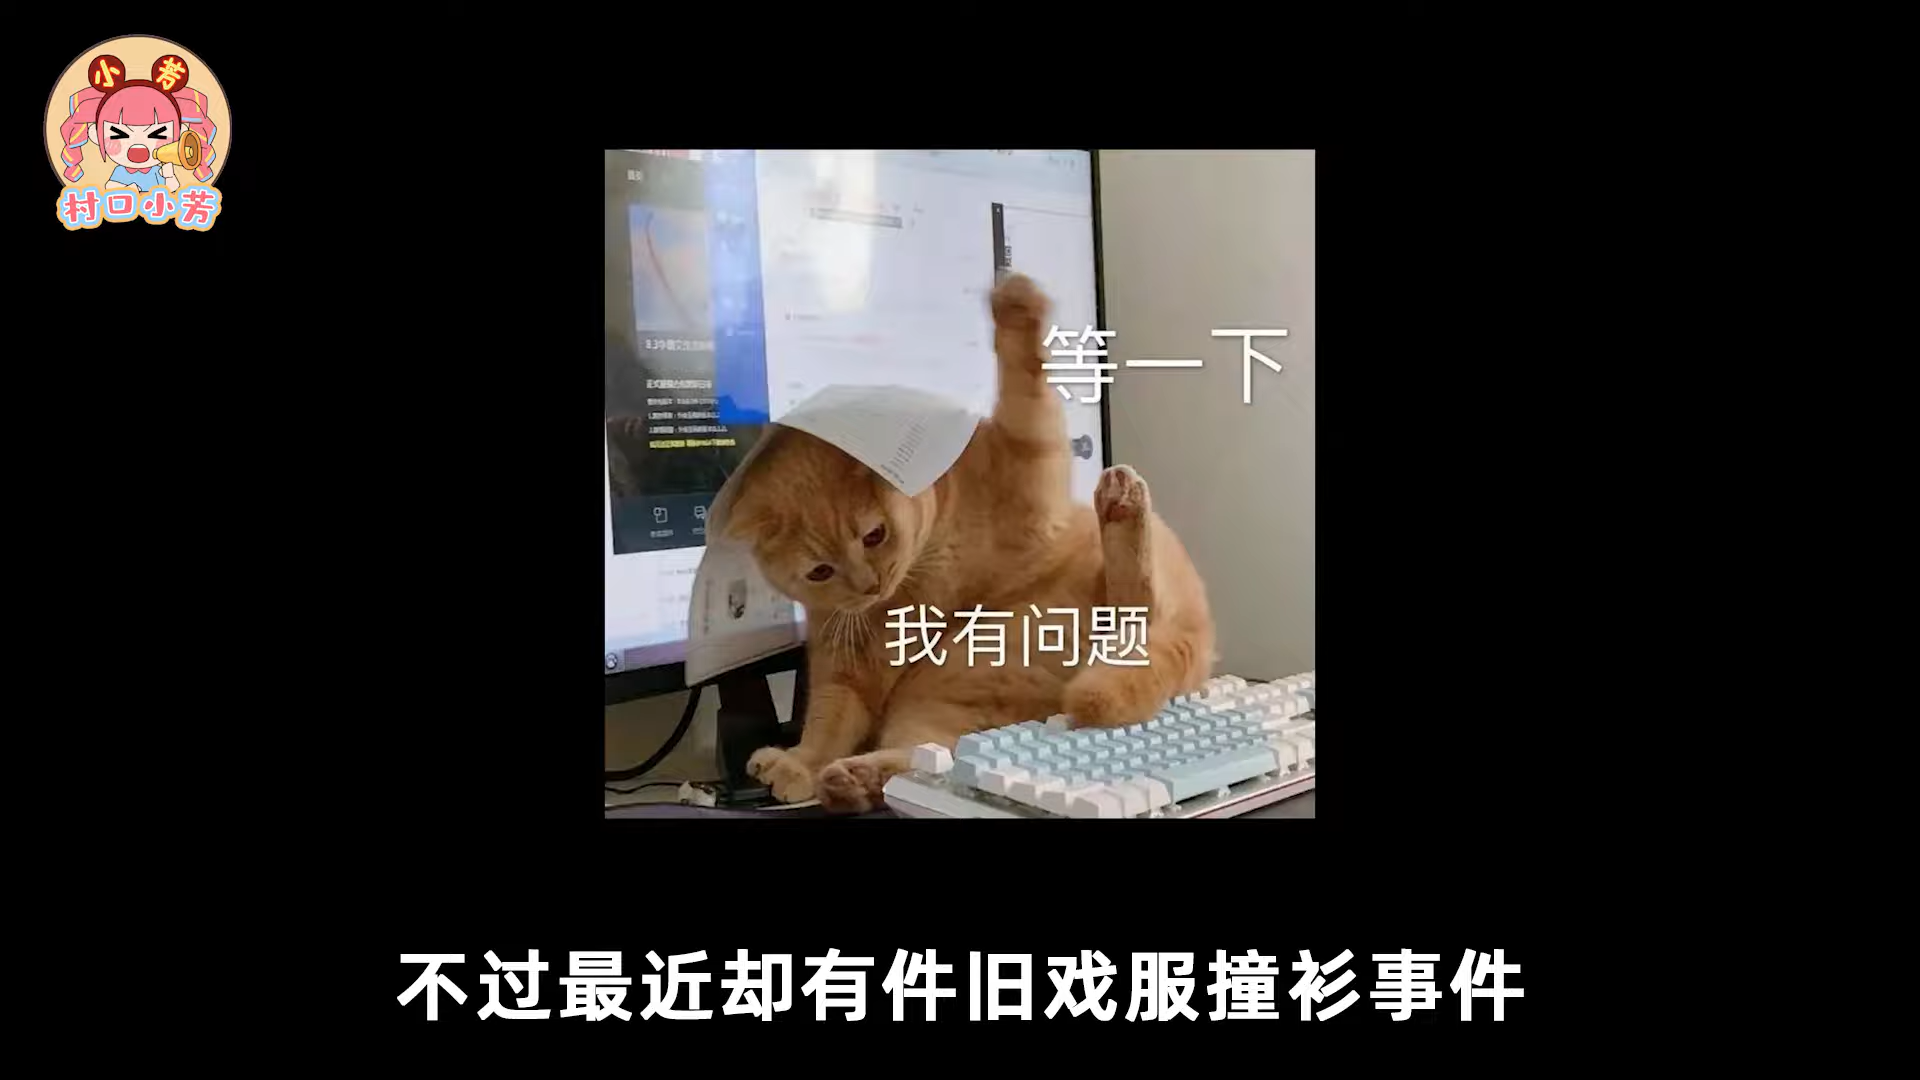 小 芳
村口小芳
等一下
我有问题
不过最近却有件旧戏服撞衫事件